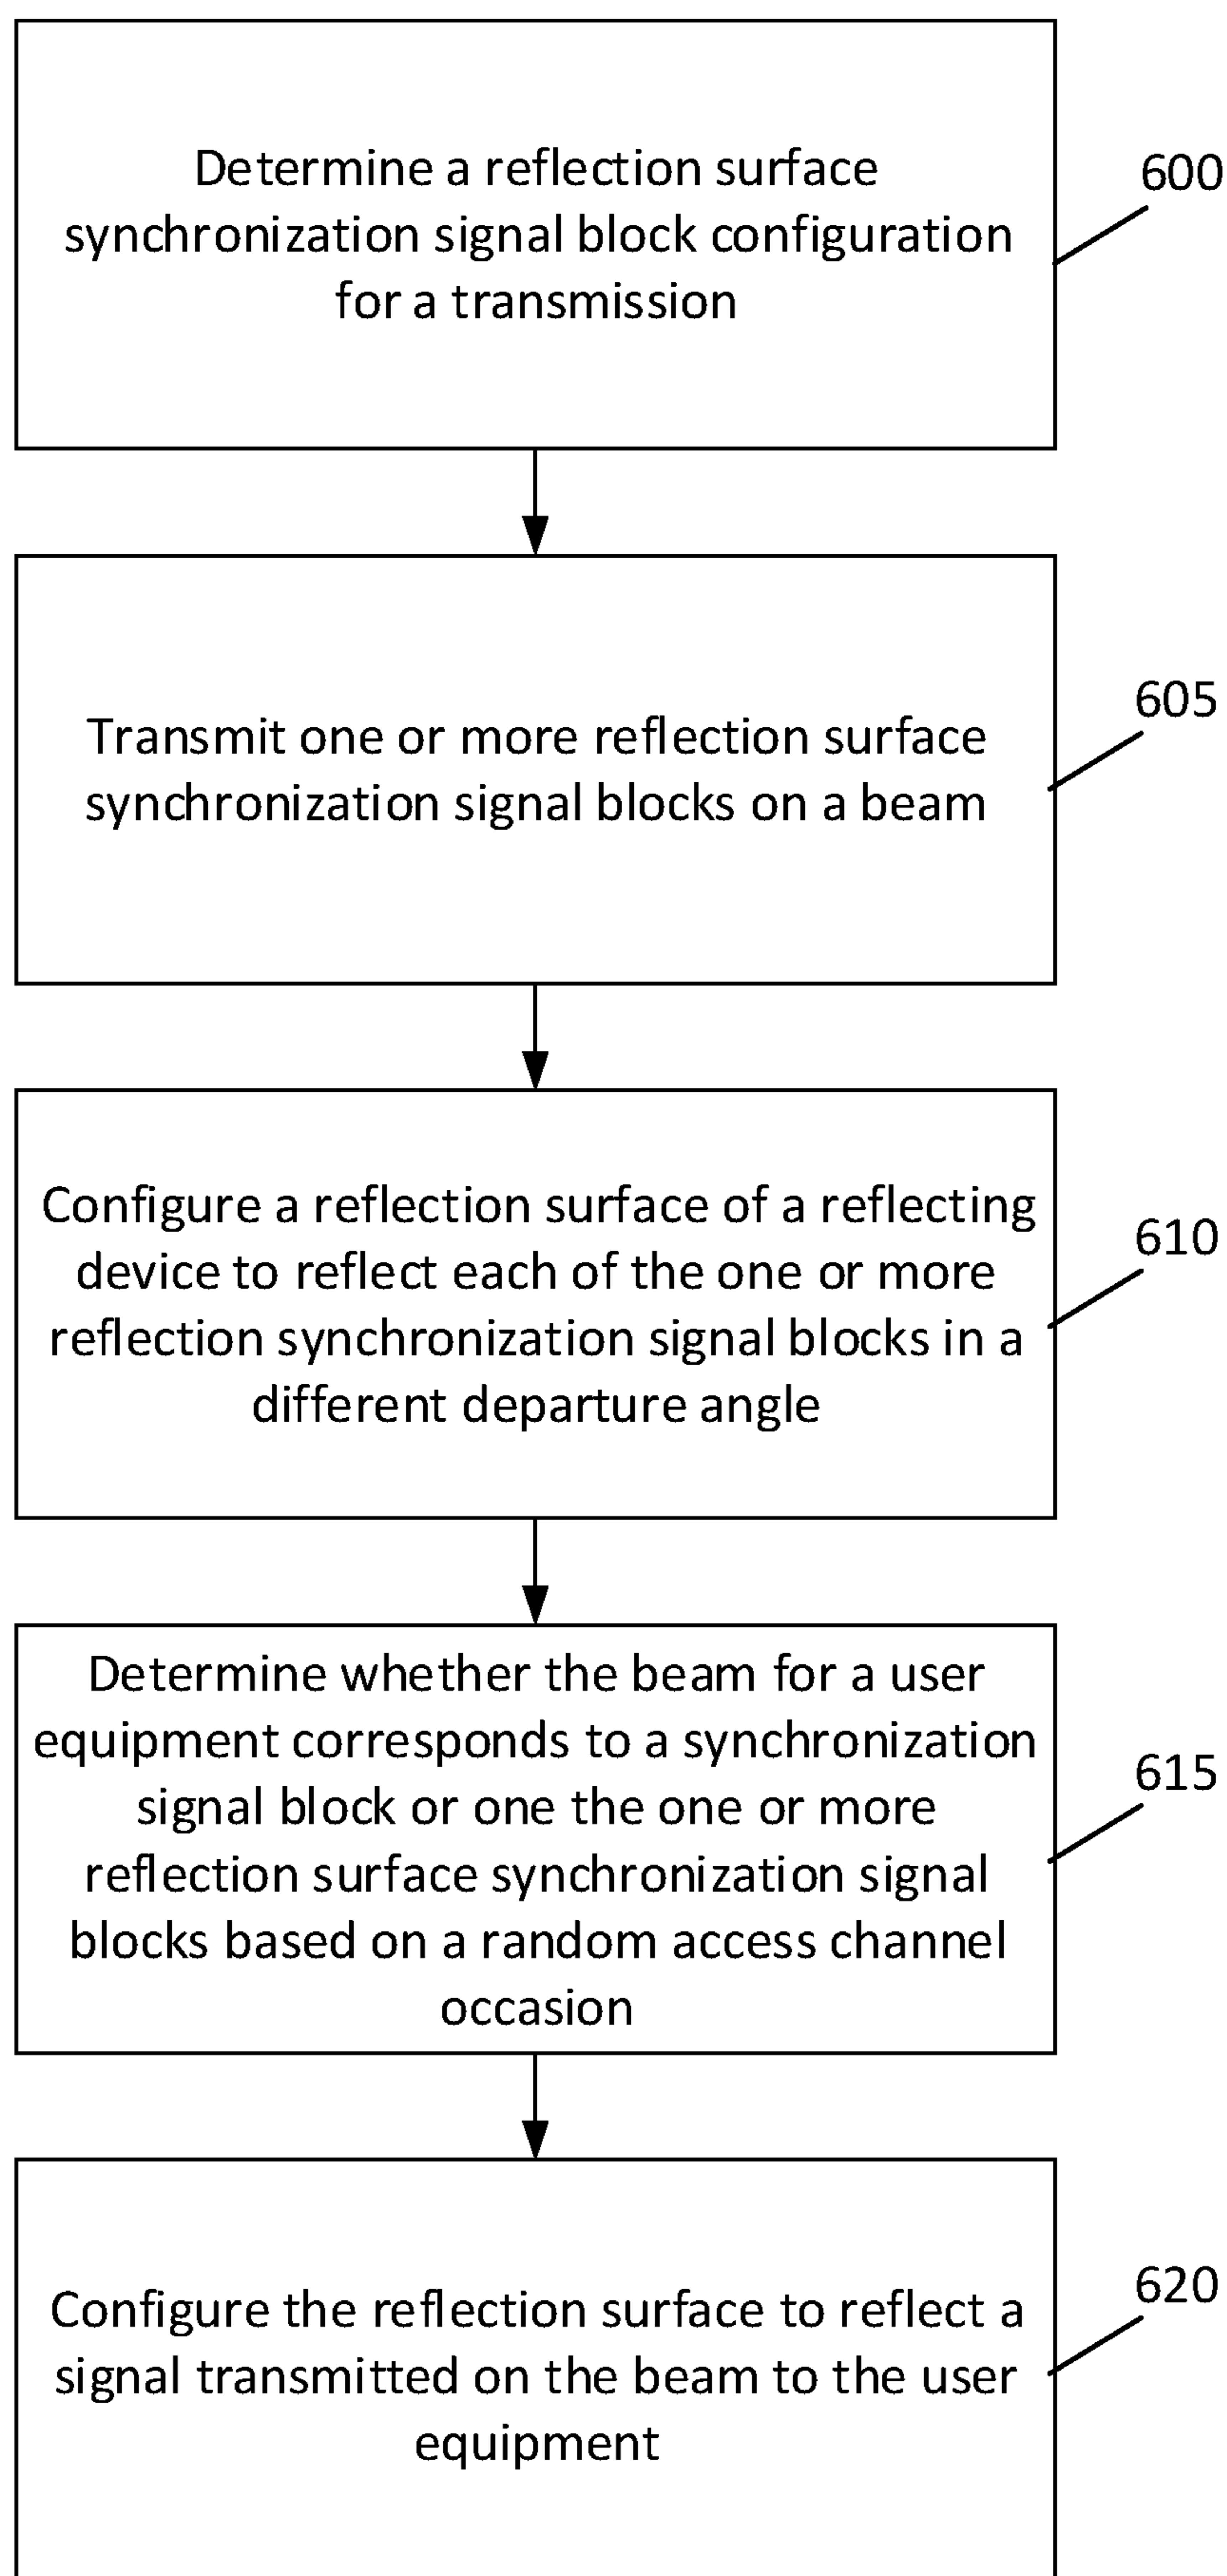 Determine a reflection surface
synchronization signal block configuration
for a transmission
600
Transmit one or more reflection surface
synchronization signal blocks on a beam
605
Configure a reflection surface of a reflecting
device to reflect each of the one or more
reflection synchronization signal blocks in a
different departure angle
610
Determine whether the beam for a user
equipment corresponds to a synchronization
signal block or one the one or more
reflection surface synchronization signal
blocks based on a random access channel
occasion
615
Configure the reflection surface to reflect a
signal transmitted on the beam to the user
equipment
620